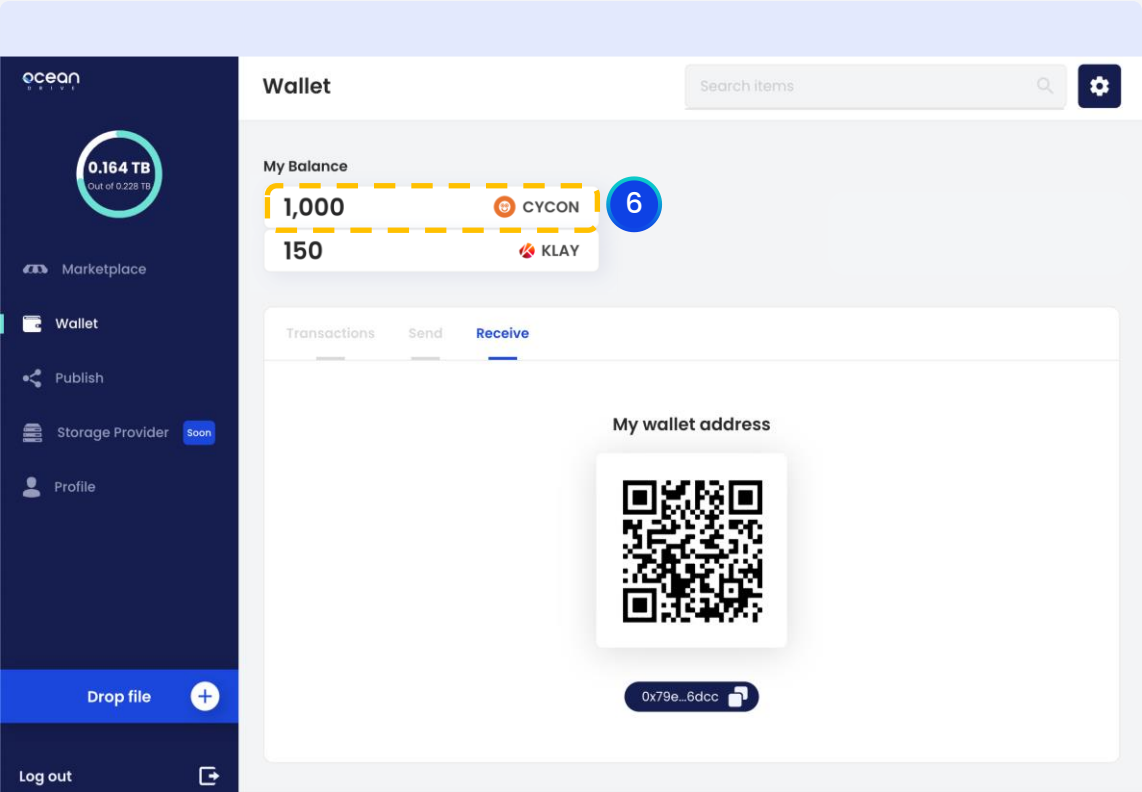 ocean
DRIVE
Wallet
Search items
0.164 TB
Out of 0.228 TB
My Balance
1,000 CYCON
6
150 KLAY
Marketplace
Wallet
Publish
Storage Provider Soon
Profile
Transactions Send Receive
My wallet address
0x79e...6dcc
Drop file
Log out